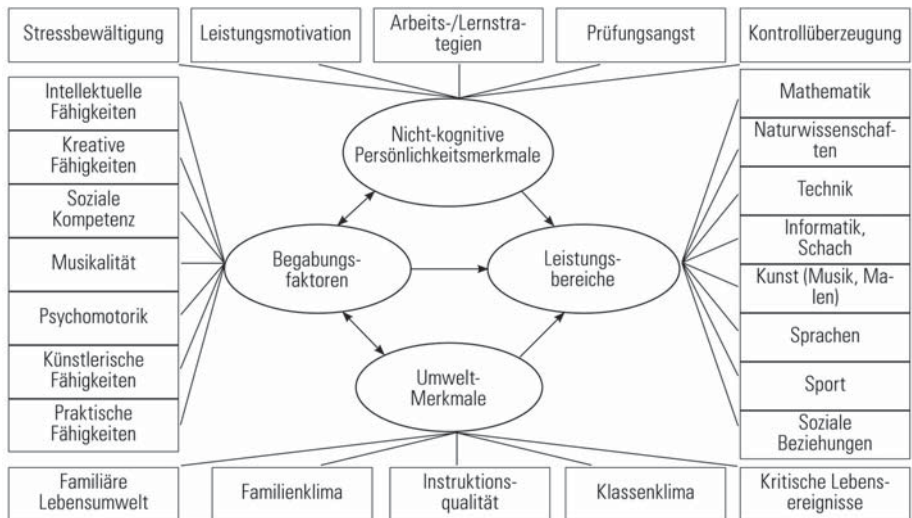 Stressbewältigung
Leistungsmotivation
Arbeits-/Lernstra-
tegien
Prüfungsangst
Kontrollüberzeugung
Intellektuelle
Fähigkeiten
Kreative
Fähigkeiten
Soziale
Kompetenz
Musikalität
Psychomotorik
Künstlerische
Fähigkeiten
Praktische
Fähigkeiten
Nicht-kognitive
Persönlichkeitsmerkmale
Begabungs-
faktoren
Leistungs-
bereiche
Umwelt-
Merkmale
Mathematik
Naturwissenschaf-
ten
Technik
Informatik,
Schach
Kunst (Musik, Ma-
len)
Sprachen
Sport
Soziale
Beziehungen
Familiäre
Lebensumwelt
Familienklima
Instruktions-
qualität
Klassenklima
Kritische Lebens-
ereignisse